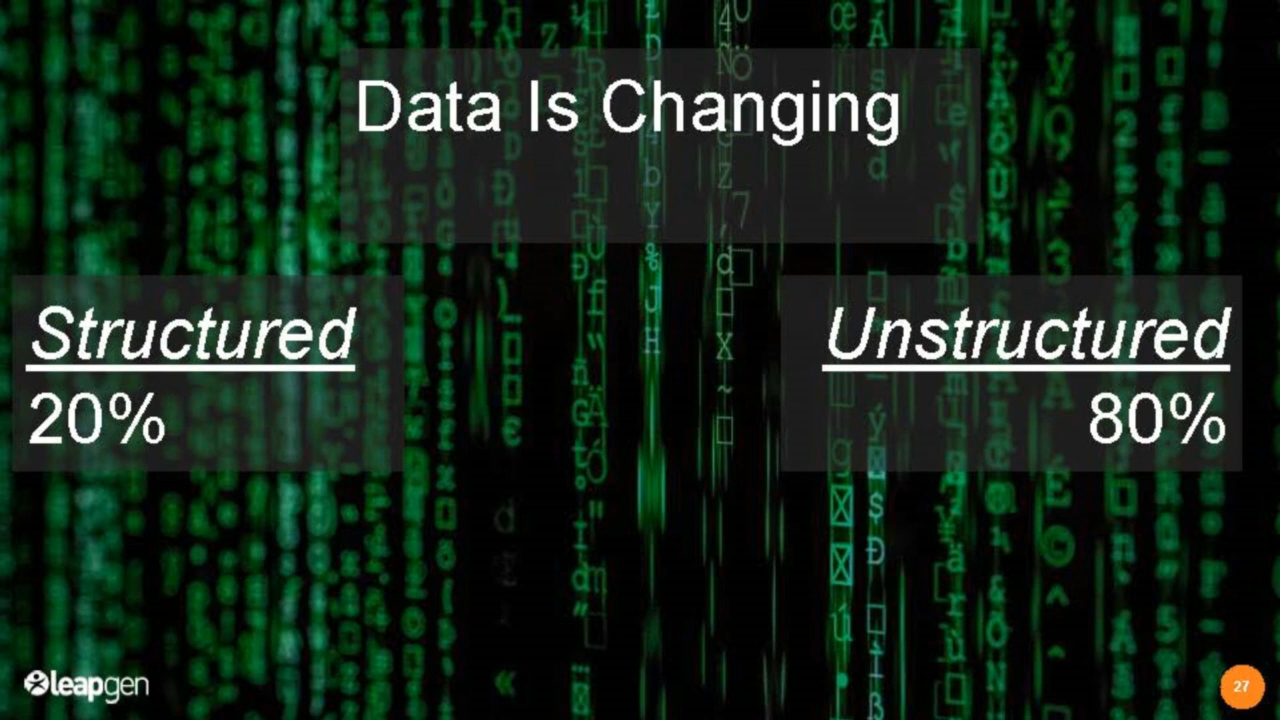 Data Is Changing
Structured
20%
Unstructured
80%
leapgen
27